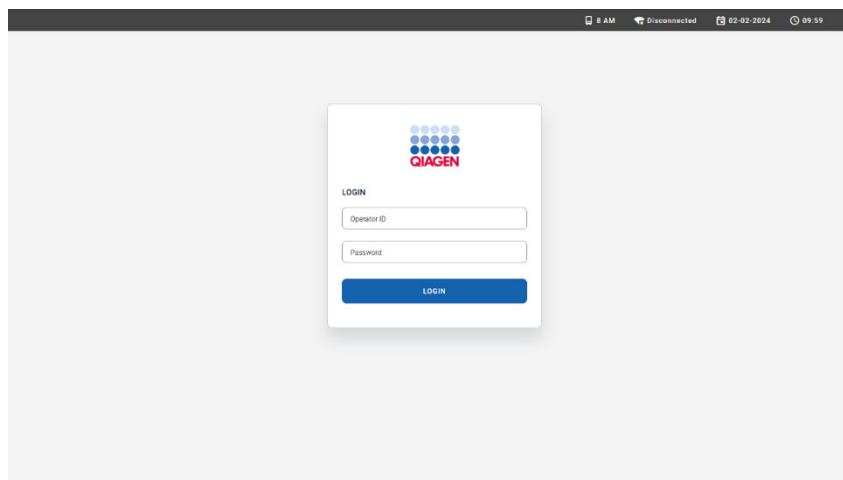 8 AM Disconnected 02-02-2024 09:59
QIAGEN
LOGIN
Operator ID
Password
LOGIN